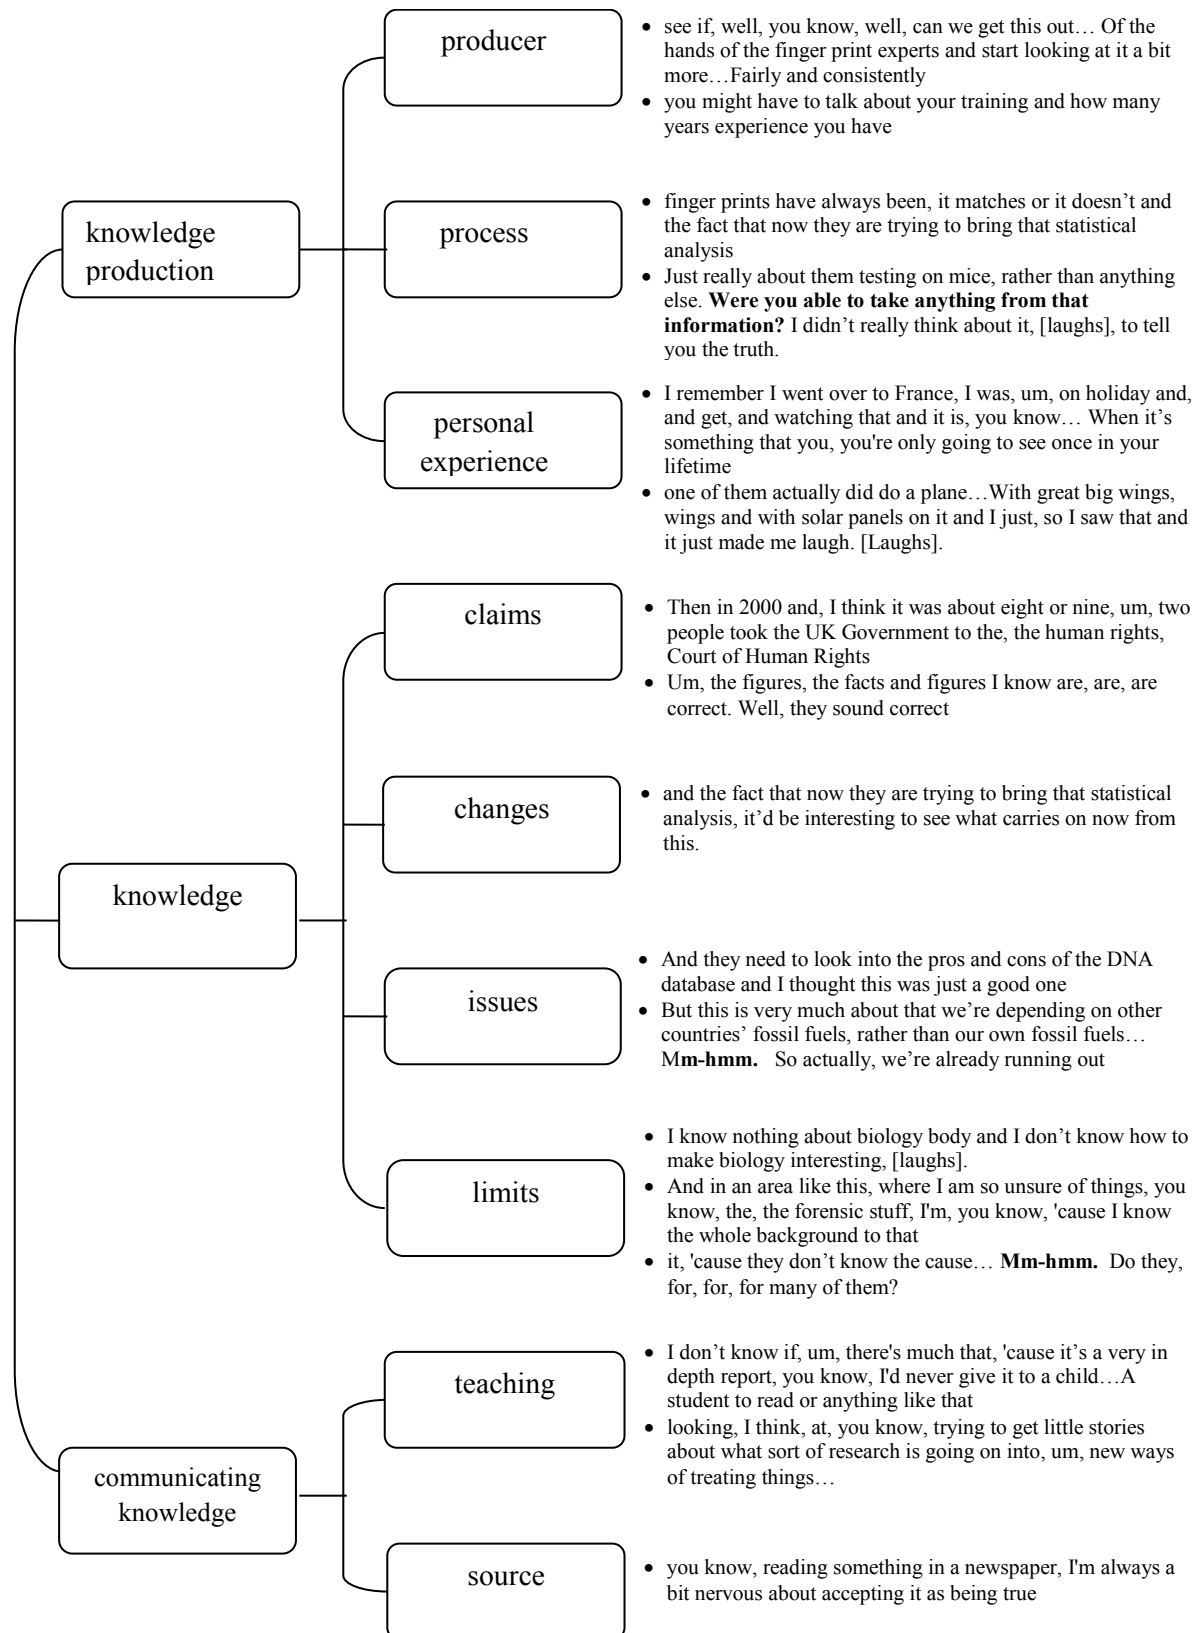 knowledge
production
producer
• see if, well, you know, well, can we get this out… Of the
hands of the finger print experts and start looking at it a bit
more…Fairly and consistently
• you might have to talk about your training and how many
years experience you have
process
• finger prints have always been, it matches or it doesn’t and
the fact that now they are trying to bring that statistical
analysis
• Just really about them testing on mice, rather than anything
else. Were you able to take anything from that
information? I didn’t really think about it, [laughs], to tell
you the truth.
personal
experience
• I remember I went over to France, I was, um, on holiday and,
and get, and watching that and it is, you know… When it’s
something that you, you're only going to see once in your
lifetime
• one of them actually did do a plane…With great big wings,
wings and with solar panels on it and I just, so I saw that and
it just made me laugh. [Laughs].
knowledge
claims
• Then in 2000 and, I think it was about eight or nine, um, two
people took the UK Government to the, the human rights,
Court of Human Rights
• Um, the figures, the facts and figures I know are, are, are
correct. Well, they sound correct
changes
• and the fact that now they are trying to bring that statistical
analysis, it’d be interesting to see what carries on now from
this.
issues
• And they need to look into the pros and cons of the DNA
database and I thought this was just a good one
• But this is very much about that we’re depending on other
countries’ fossil fuels, rather than our own fossil fuels…
Mm-hmm. So actually, we’re already running out
limits
• I know nothing about biology body and I don’t know how to
make biology interesting, [laughs].
• And in an area like this, where I am so unsure of things, you
know, the, the forensic stuff, I'm, you know, 'cause I know
the whole background to that
• it, 'cause they don’t know the cause… Mm-hmm. Do they,
for, for, for many of them?
communicating
knowledge
teaching
• I don’t know if, um, there's much that, 'cause it’s a very in
depth report, you know, I'd never give it to a child…A
student to read or anything like that
• looking, I think, at, you know, trying to get little stories
about what sort of research is going on into, um, new ways
of treating things…
source
• you know, reading something in a newspaper, I'm always a
bit nervous about accepting it as being true